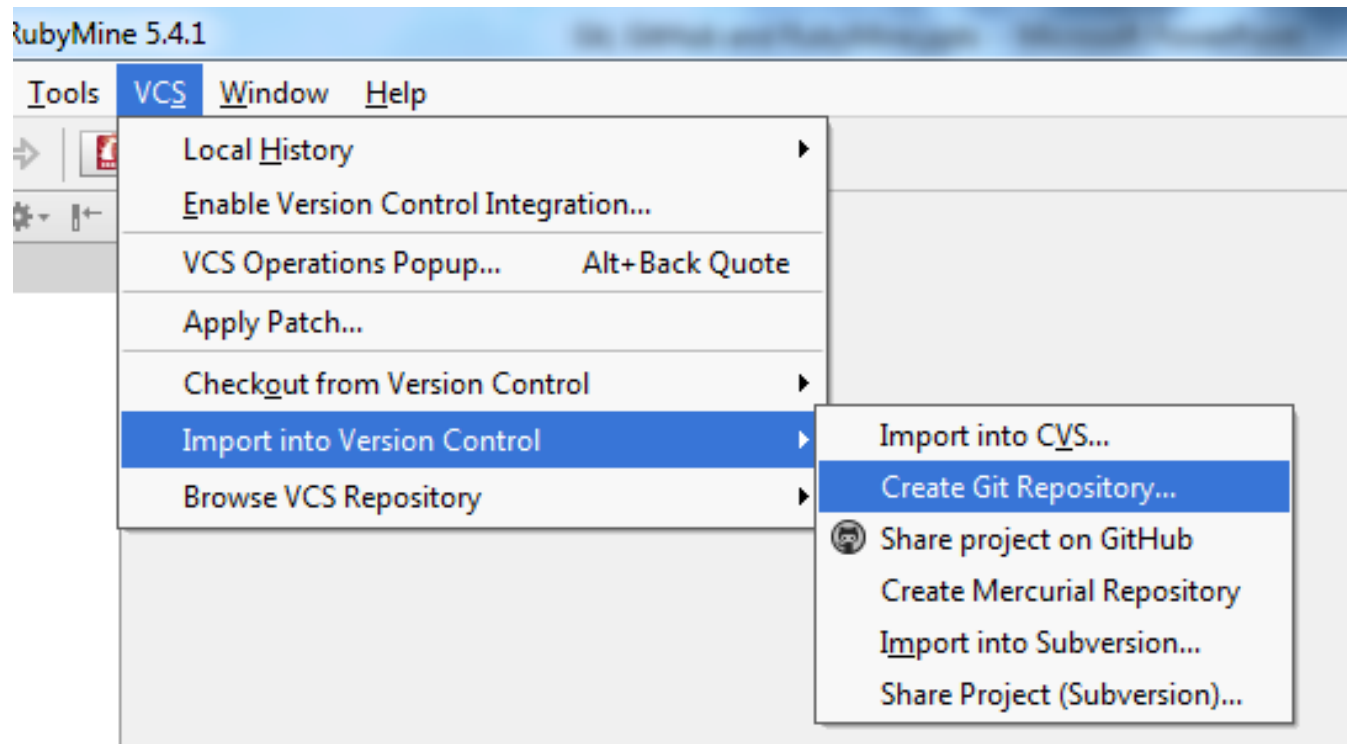 RubyMine 5.4.1
Tools VCS Window Help
Local History
Enable Version Control Integration...
VCS Operations Popup... Alt+Back Quote
Apply Patch...
Checkout from Version Control
Import into Version Control
Browse VCS Repository
Import into CVS...
Create Git Repository...
Share project on GitHub
Create Mercurial Repository
Import into Subversion...
Share Project (Subversion)...